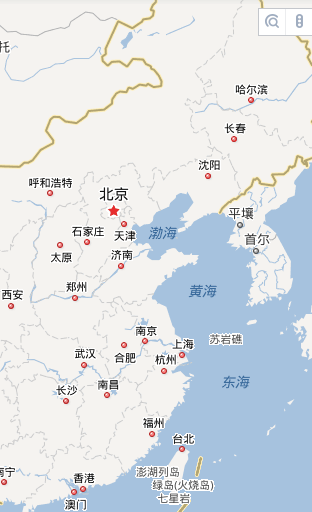 托
哈尔滨
长春
沈阳
呼和浩特
北京
平壤
石家庄
天津
渤海
首尔
太原
济南
郑州
黄海
西安
南京
苏岩礁
上海
合肥
武汉
杭州
东海
长沙
南昌
福州
台北
南宁
澎湖列岛
香港
绿岛(火烧岛)
七星岩
澳门